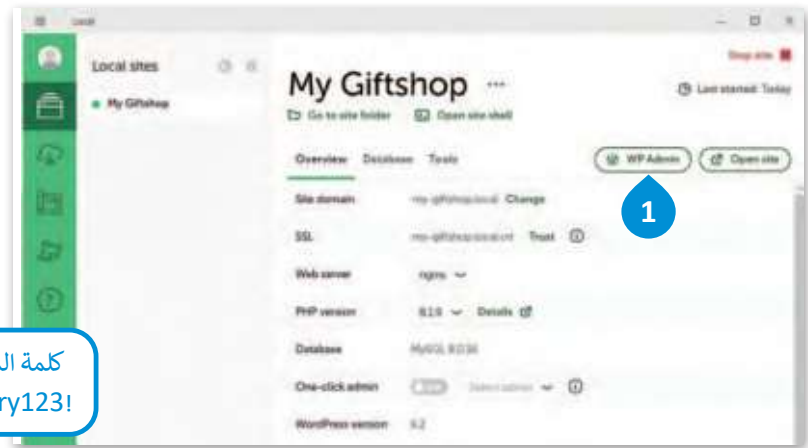 Local
Stop site
Local sites
My Giftshop
My Giftshop ...
Last started: Today
Go to site folder
Open site shell
Overview Database Tools
WP Admin
Open site
1
Site domain
Change
SSL
Trust
Web server
nginx
PHP version
Details
Database
One-click admin
WordPress version
6.2
كلمة
ry123!